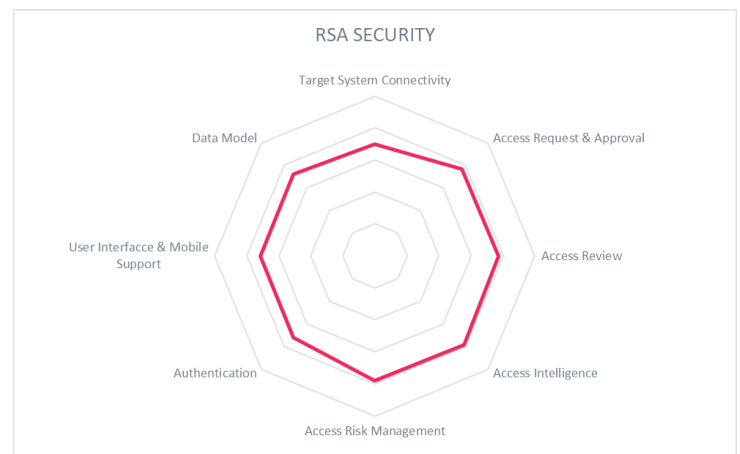 RSA SECURITY
Target System Connectivity
Data Model
Access Request & Approval
User Interfacce & Mobile
Support
Access Review
Authentication
Access Intelligence
Access Risk Management